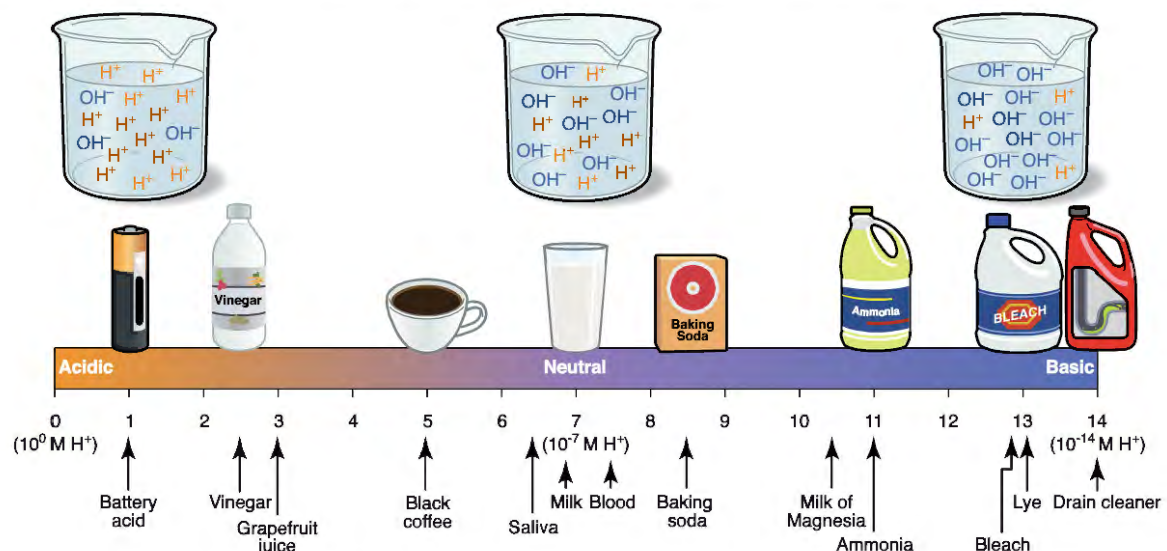 H⁺ H⁺
OH⁻ H⁺ H⁺
H⁺ H⁺ H⁺
OH⁻ H⁺ OH⁻
H⁺ H⁺
H⁺ H⁺ H⁺
OH⁻ H⁺
OH⁻ H⁺ OH⁻
H⁺ OH⁻ OH⁻
H⁺ H⁺
OH⁻ H⁺ OH⁻
OH⁻ H⁺
OH⁻ OH⁻
OH⁻ OH⁻ H⁺
H⁺ OH⁻ OH⁻
OH⁻ OH⁻ OH⁻
OH⁻ OH⁻
OH⁻ OH⁻ H⁺
Vinegar
Baking
Soda
Ammonia
BLEACH
Acidic Neutral Basic
0 1 2 3 4 5 6 7 8 9 10 11 12 13 14
(10⁰ M H⁺) (10⁻⁷ M H⁺) (10⁻¹⁴ M H⁺)
Battery
acid
Vinegar
Grapefruit
juice
Black
coffee
Saliva
Milk
Blood
Baking
soda
Milk of
Magnesia
Ammonia
Bleach
Lye
Drain cleaner